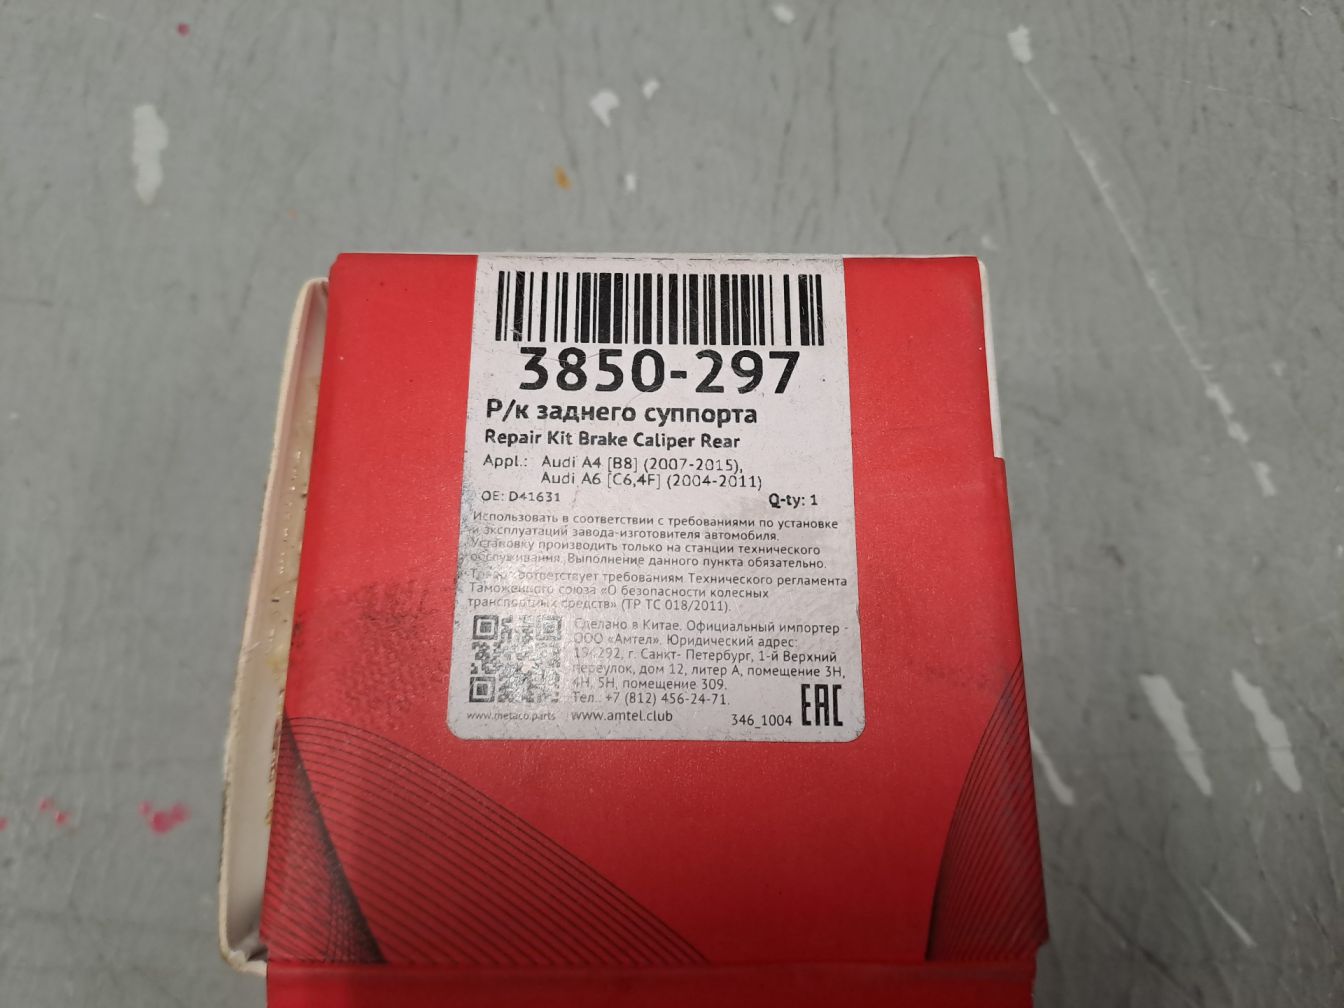 3850-297
Р/к заднего суппорта
Repair Kit Brake Caliper Rear
Appl.: Audi A4 [B8] (2007-2015),
Audi A6 [C6,4F] (2004-2011)
OE: D41631 Q-ty: 1
Использовать в соответствии с требованиями по установке
и эксплуатации завода-изготовителя автомобиля.
Установку производить только на станции технического
обслуживания. Выполнение данного пункта обязательно.
Товар соответствует требованиям Технического регламента
Таможенного союза «О безопасности колесных
транспортных средств» (ТР ТС 018/2011).
Сделано в Китае. Официальный импортер -
ООО «Амтел». Юридический адрес:
194292, г. Санкт- Петербург, 1-й Верхний
переулок, дом 12, литер А, помещение 3Н,
4Н, 5Н, помещение 309.
Тел.: +7 (812) 456-24-71.
www.metaco.parts www.amtel.club 346_1004 EAC